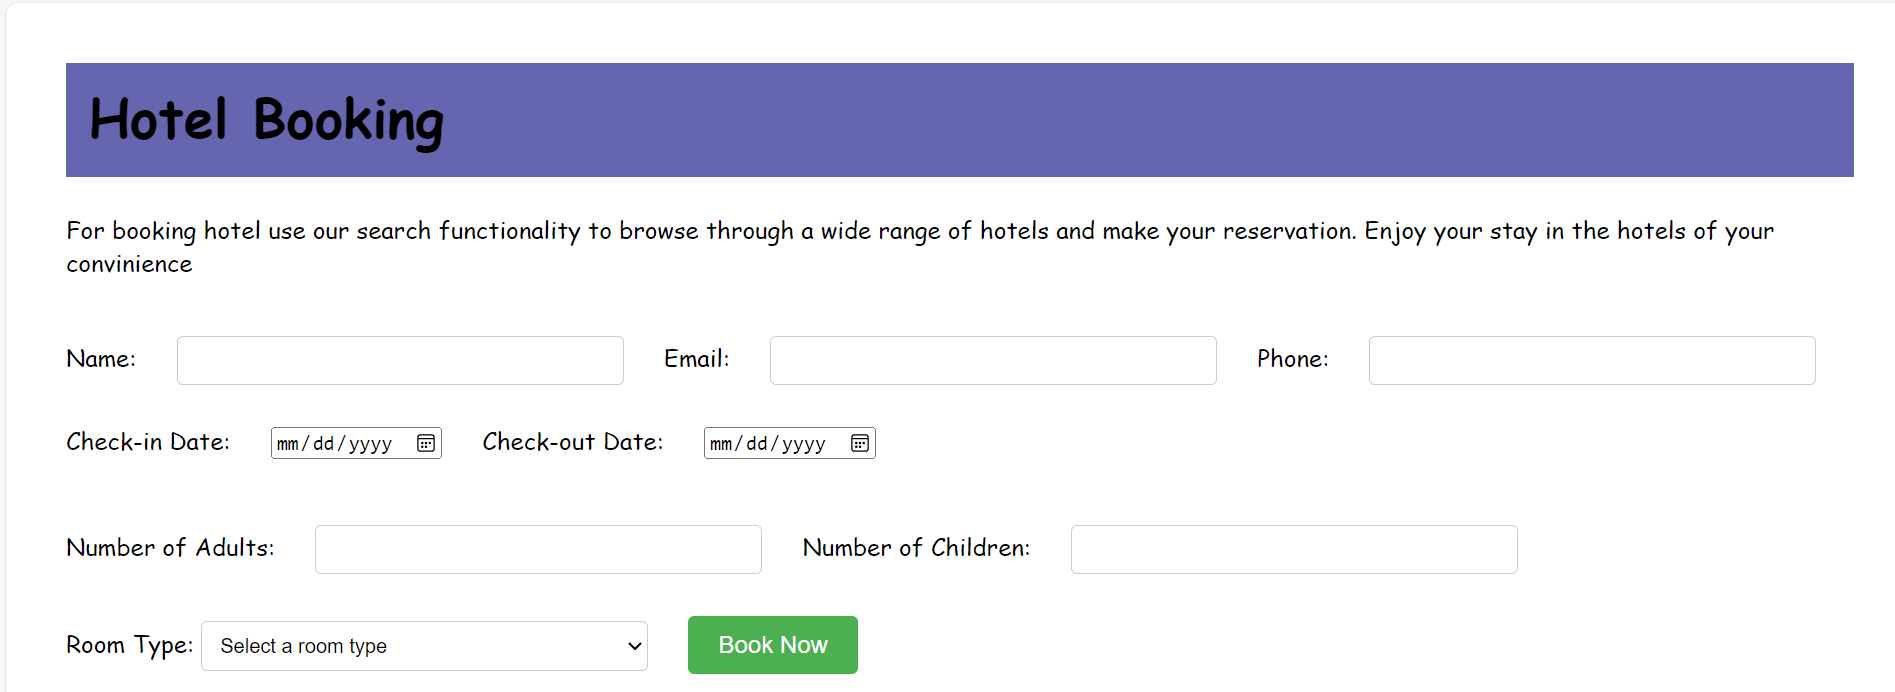 Hotel Booking
For booking hotel use our search functionality to browse through a wide range of hotels and make your reservation. Enjoy your stay in the hotels of your
convinience
Name: Email: Phone:
Check-in Date: mm/dd/yyyy Check-out Date: mm/dd/yyyy
Number of Adults: Number of Children:
Room Type: Select a room type Book Now